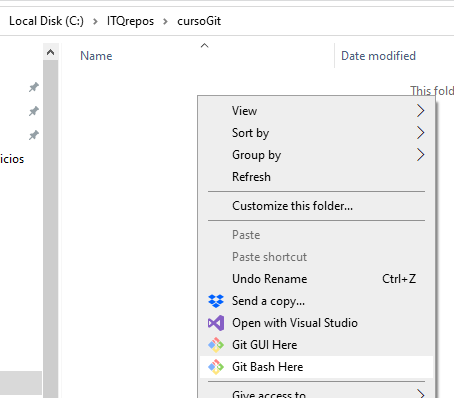 Local Disk (C:) > ITQrepos > cursoGit
Name
Date modified
This fold
icios
View
Sort by
Group by
Refresh
Customize this folder...
Paste
Paste shortcut
Undo Rename Ctrl+Z
Send a copy...
Open with Visual Studio
Git GUI Here
Git Bash Here
Give access to